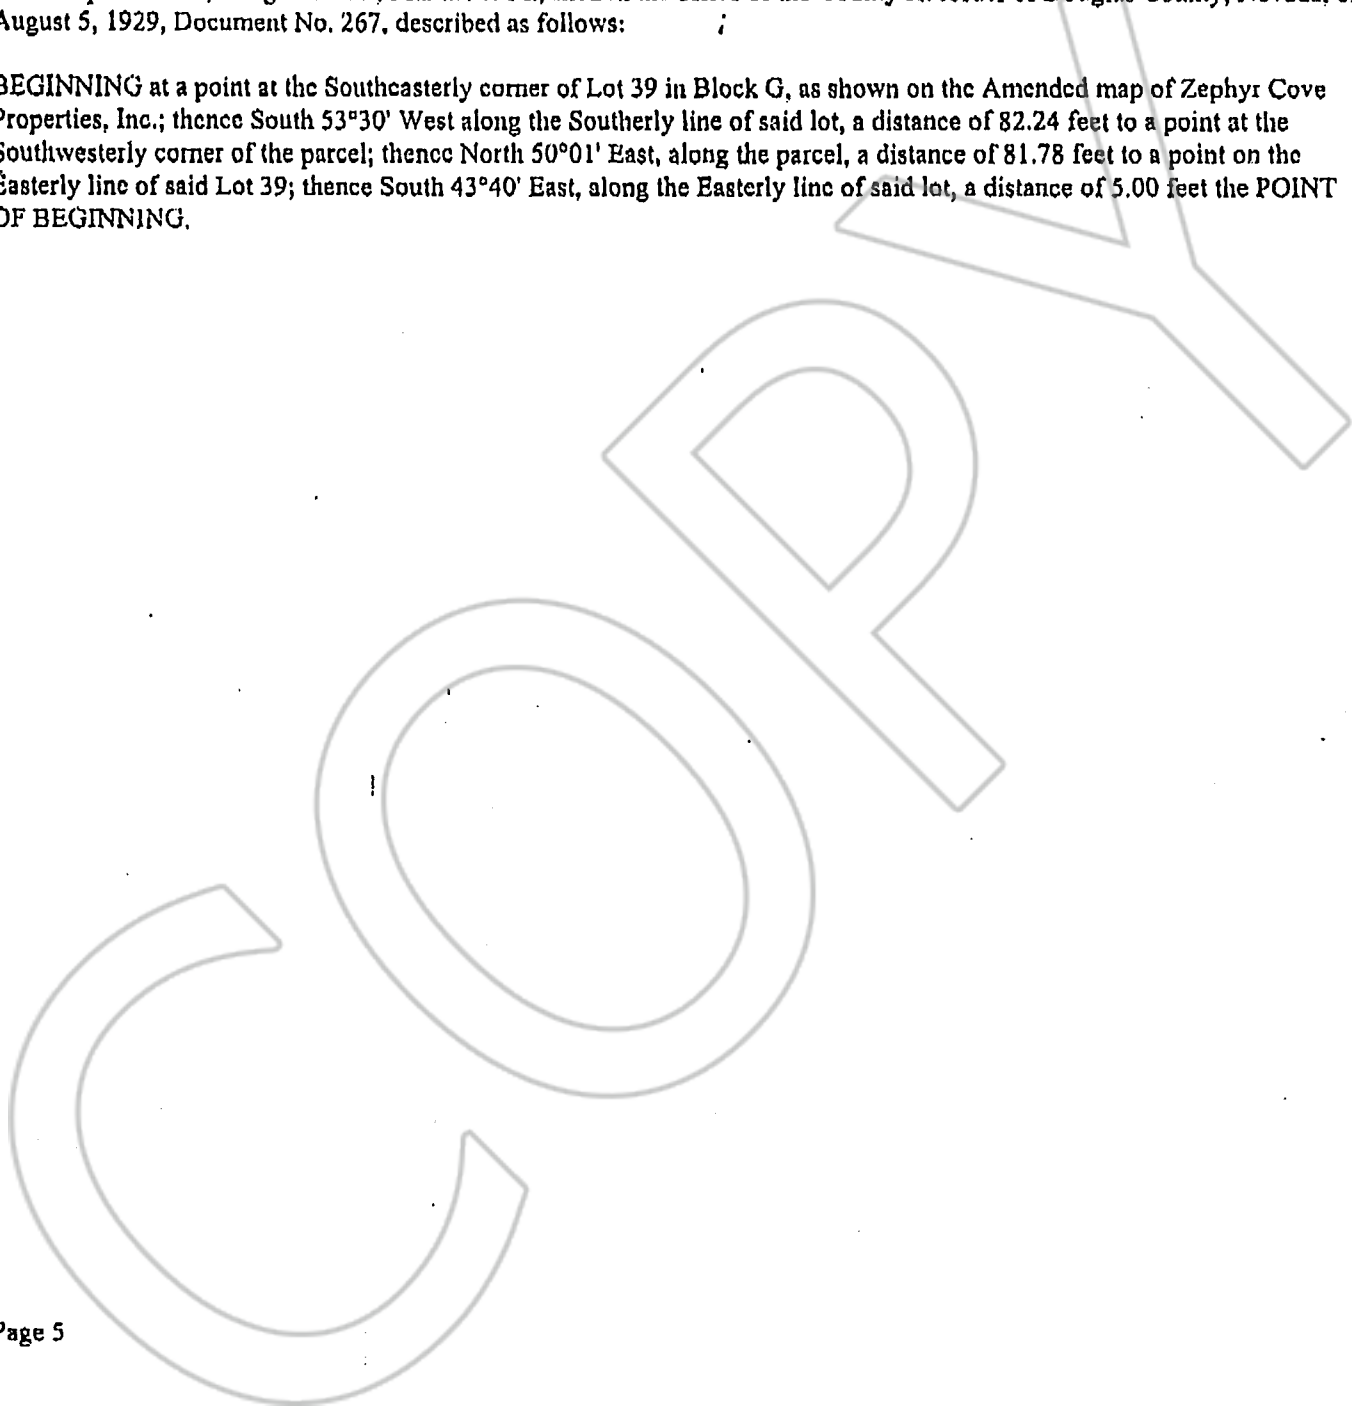 August 5, 1929, Document No. 267, described as follows:
BEGINNING at a point at the Southeasterly corner of Lot 39 in Block G, as shown on the Amended map of Zephyr Cove
Properties, Inc.; thence South 53°30' West along the Southerly line of said lot, a distance of 82.24 feet to a point at the
Southwesterly corner of the parcel; thence North 50°01' East, along the parcel, a distance of 81.78 feet to a point on the
Easterly line of said Lot 39; thence South 43°40' East, along the Easterly line of said lot, a distance of 5.00 feet the POINT
OF BEGINNING.
COPY
Page 5